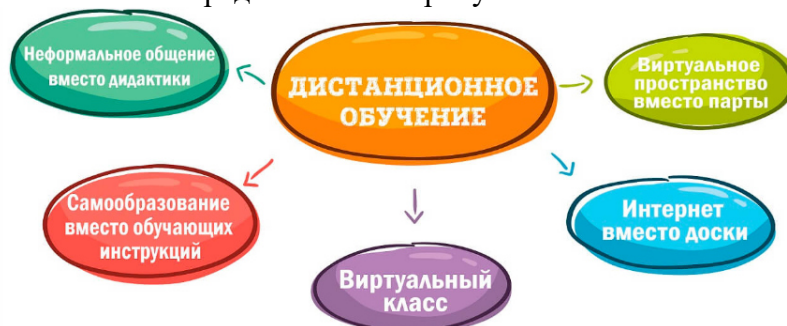 ДИСТАНЦИОННОЕ
ОБУЧЕНИЕ
Неформальное общение
вместо дидактики
Виртуальное
пространство
вместо парты
Самообразование
вместо обучающих
инструкций
Интернет
вместо доски
Виртуальный
класс